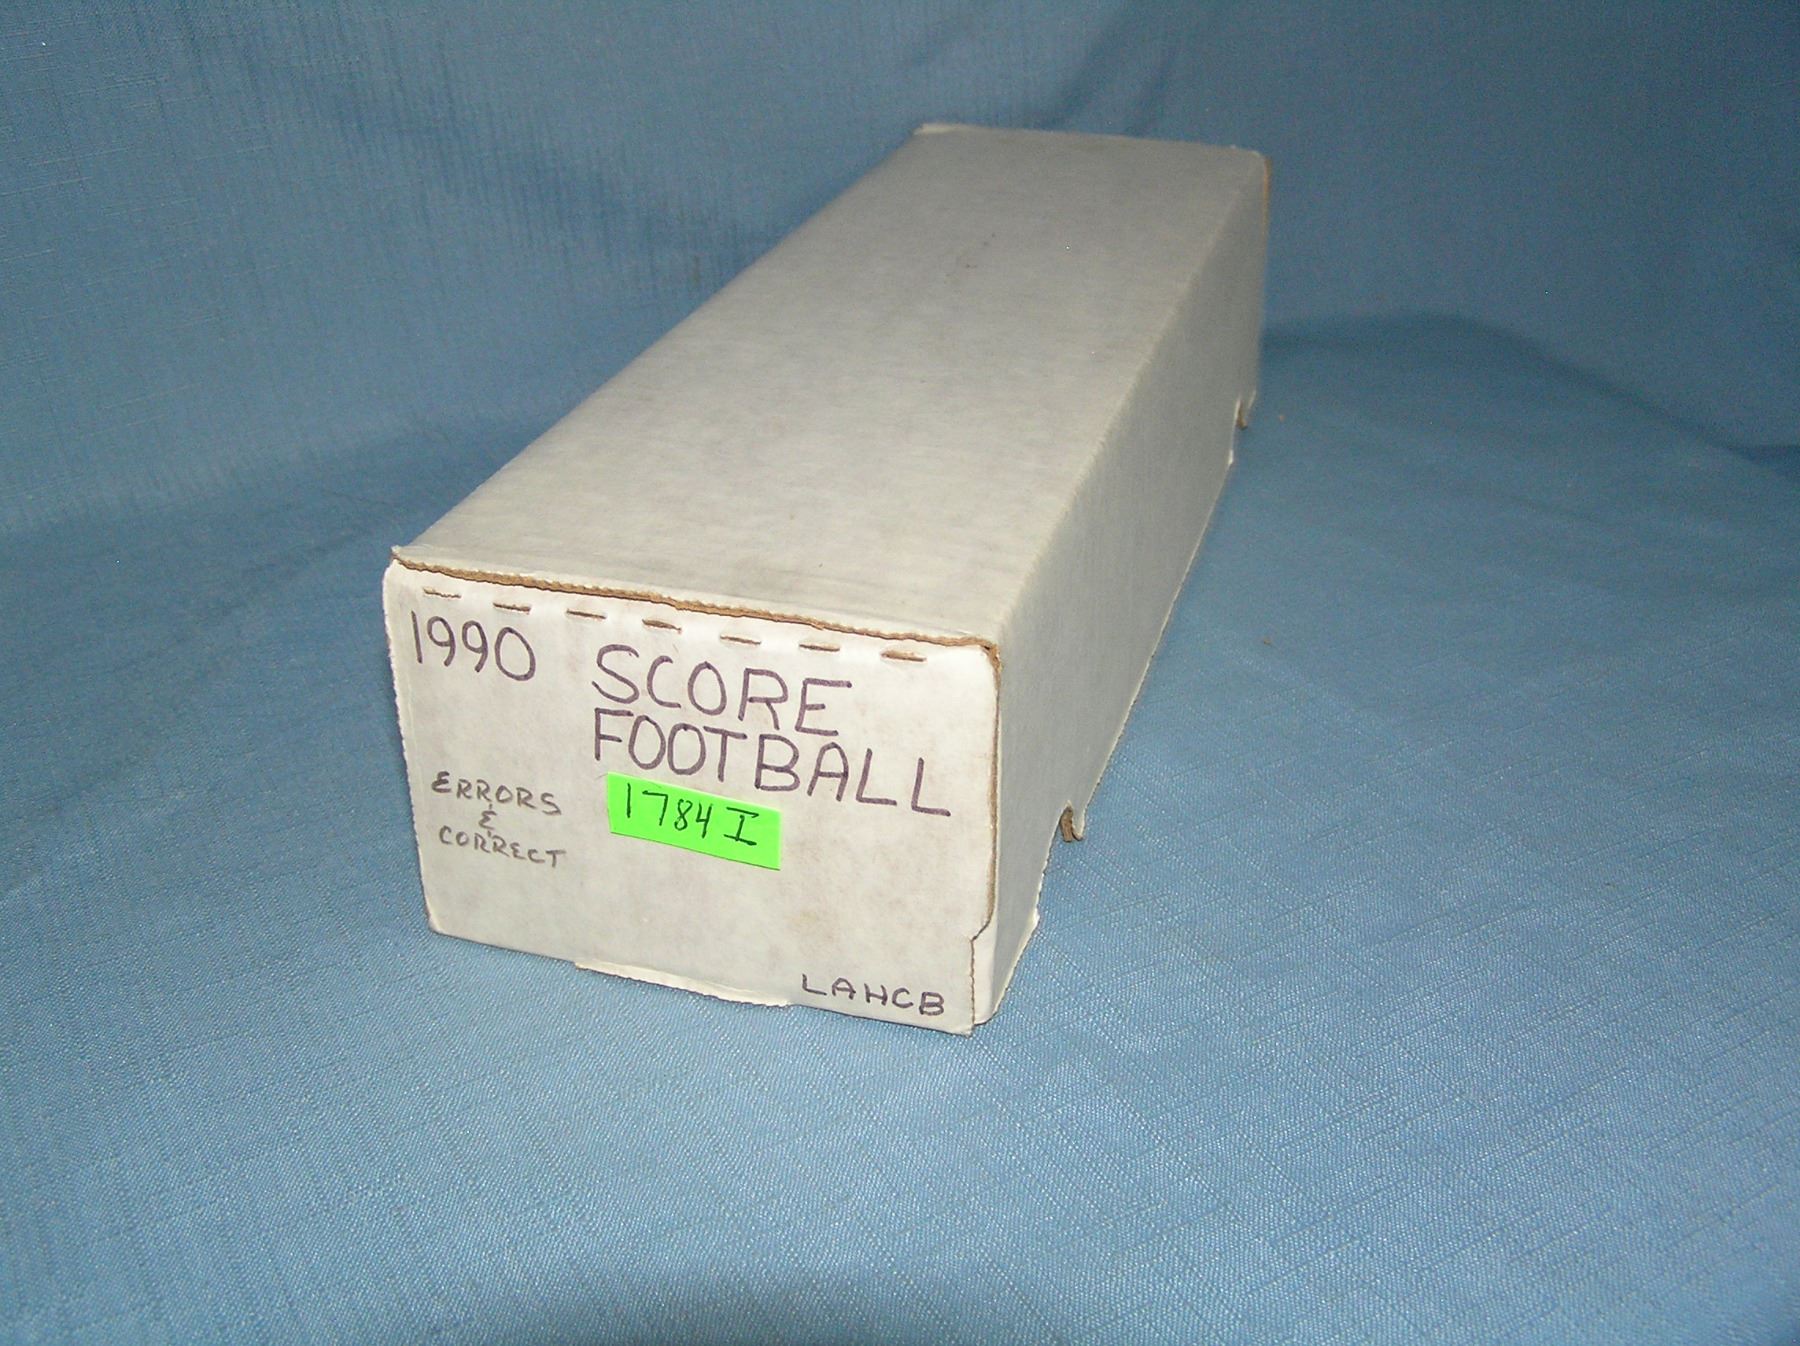 1990 SCORE
FOOTBALL
ERRORS
&
CORRECT
1784 I
LAHCB